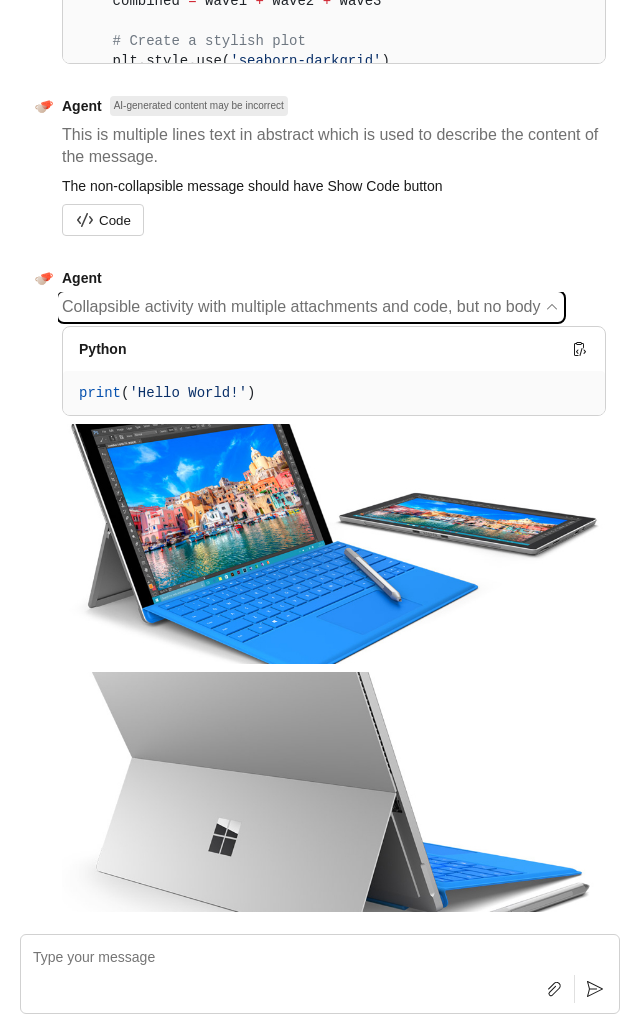 combined = wave1 + wave2 + wave3
# Create a stylish plot
plt.style.use('seaborn-darkgrid')
Agent AI-generated content may be incorrect
This is multiple lines text in abstract which is used to describe the content of
the message.
The non-collapsible message should have Show Code button
Code
Agent
Collapsible activity with multiple attachments and code, but no body
Python
print('Hello World!')
Type your message